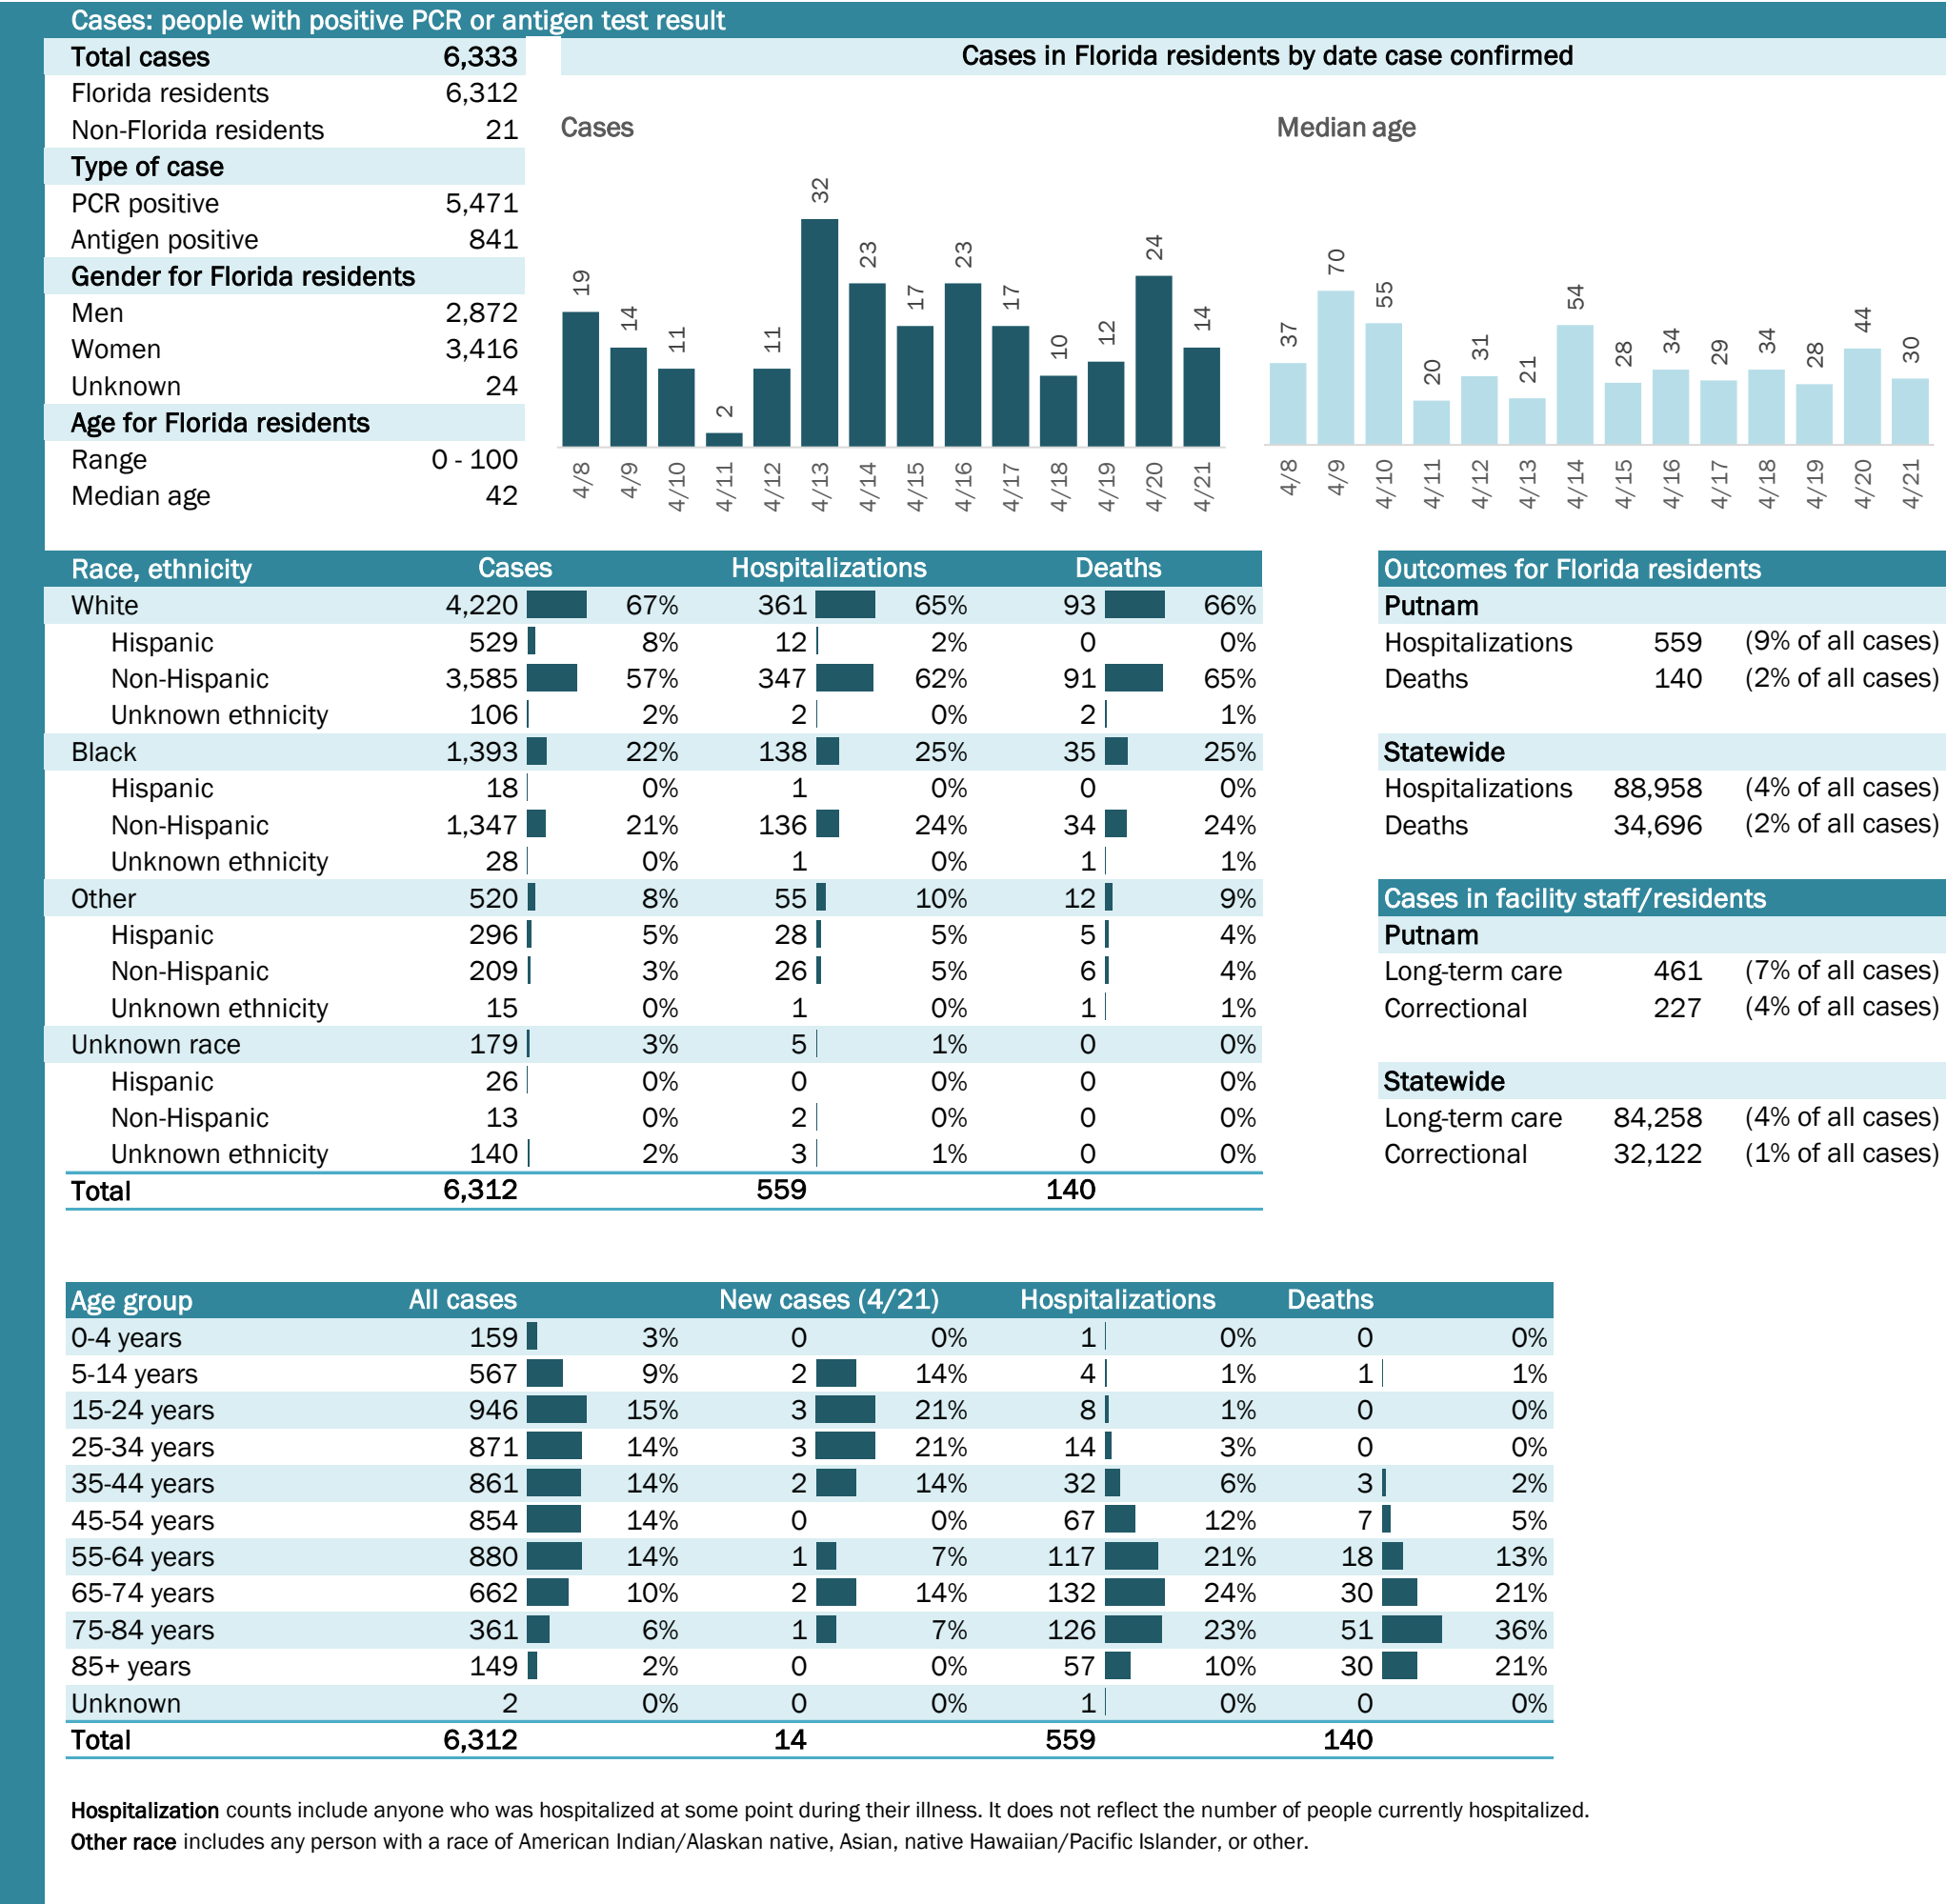 Cases: people with positive PCR or antigen test result
Total cases 6,333
Florida residents 6,312
Non-Florida residents 21
Type of case
PCR positive 5,471
Antigen positive 841
Gender for Florida residents
Men 2,872
Women 3,416
Unknown 24
Age for Florida residents
Range 0 - 100
Median age 42
Cases in Florida residents by date case confirmed
Cases
19 14 11 2 11 32 23 17 23 17 10 12 24 14
4/8 4/9 4/10 4/11 4/12 4/13 4/14 4/15 4/16 4/17 4/18 4/19 4/20 4/21
Median age
37 70 55 20 31 21 54 28 34 29 34 28 44 30
4/8 4/9 4/10 4/11 4/12 4/13 4/14 4/15 4/16 4/17 4/18 4/19 4/20 4/21
Race, ethnicity Cases Hospitalizations Deaths
White 4,220 67% 361 65% 93 66%
Hispanic 529 8% 12 2% 0 0%
Non-Hispanic 3,585 57% 347 62% 91 65%
Unknown ethnicity 106 2% 2 0% 2 1%
Black 1,393 22% 138 25% 35 25%
Hispanic 18 0% 1 0% 0 0%
Non-Hispanic 1,347 21% 136 24% 34 24%
Unknown ethnicity 28 0% 1 0% 1 1%
Other 520 8% 55 10% 12 9%
Hispanic 296 5% 28 5% 5 4%
Non-Hispanic 209 3% 26 5% 6 4%
Unknown ethnicity 15 0% 1 0% 1 1%
Unknown race 179 3% 5 1% 0 0%
Hispanic 26 0% 0 0% 0 0%
Non-Hispanic 13 0% 2 0% 0 0%
Unknown ethnicity 140 2% 3 1% 0 0%
Total 6,312 559 140
Outcomes for Florida residents
Putnam
Hospitalizations 559 (9% of all cases)
Deaths 140 (2% of all cases)
Statewide
Hospitalizations 88,958 (4% of all cases)
Deaths 34,696 (2% of all cases)
Cases in facility staff/residents
Putnam
Long-term care 461 (7% of all cases)
Correctional 227 (4% of all cases)
Statewide
Long-term care 84,258 (4% of all cases)
Correctional 32,122 (1% of all cases)
Age group All cases New cases (4/21) Hospitalizations Deaths
0-4 years 159 3% 0 0% 1 0% 0 0%
5-14 years 567 9% 2 14% 4 1% 1 1%
15-24 years 946 15% 3 21% 8 1% 0 0%
25-34 years 871 14% 3 21% 14 3% 0 0%
35-44 years 861 14% 2 14% 32 6% 3 2%
45-54 years 854 14% 0 0% 67 12% 7 5%
55-64 years 880 14% 1 7% 117 21% 18 13%
65-74 years 662 10% 2 14% 132 24% 30 21%
75-84 years 361 6% 1 7% 126 23% 51 36%
85+ years 149 2% 0 0% 57 10% 30 21%
Unknown 2 0% 0 0% 1 0% 0 0%
Total 6,312 14 559 140
Hospitalization counts include anyone who was hospitalized at some point during their illness. It does not reflect the number of people currently hospitalized.
Other race includes any person with a race of American Indian/Alaskan native, Asian, native Hawaiian/Pacific Islander, or other.